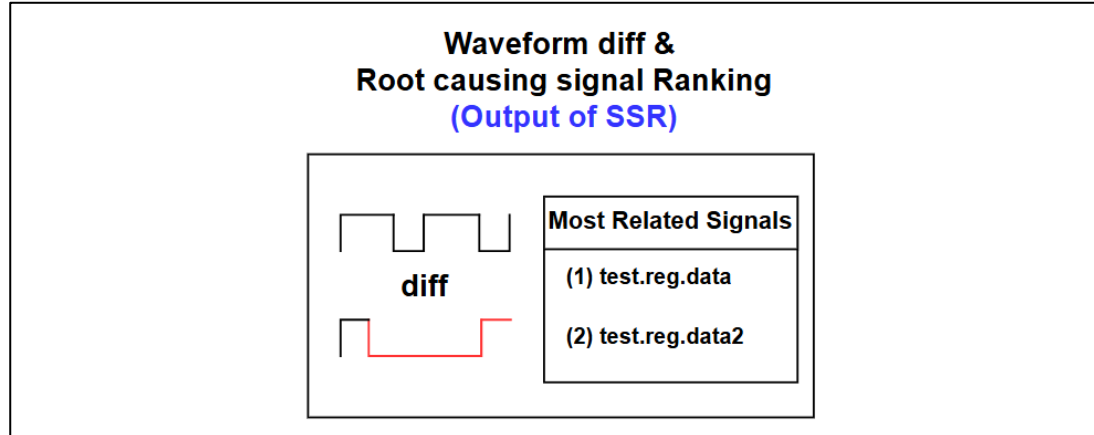 Waveform diff &
Root causing signal Ranking
(Output of SSR)
diff
Most Related Signals
(1) test.reg.data
(2) test.reg.data2